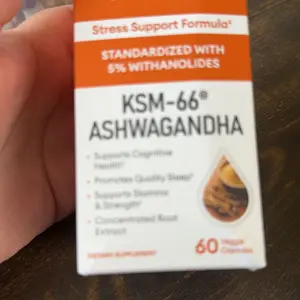 Stress Support Formula‡
STANDARDIZED WITH
5% WITHANOLIDES
KSM-66®
ASHWAGANDHA
• Supports Cognitive
Health‡
• Promotes Quality Sleep‡
• Supports Stamina
& Strength‡
• Concentrated Root
Extract
DIETARY SUPPLEMENT
60 Veggie
Capsules